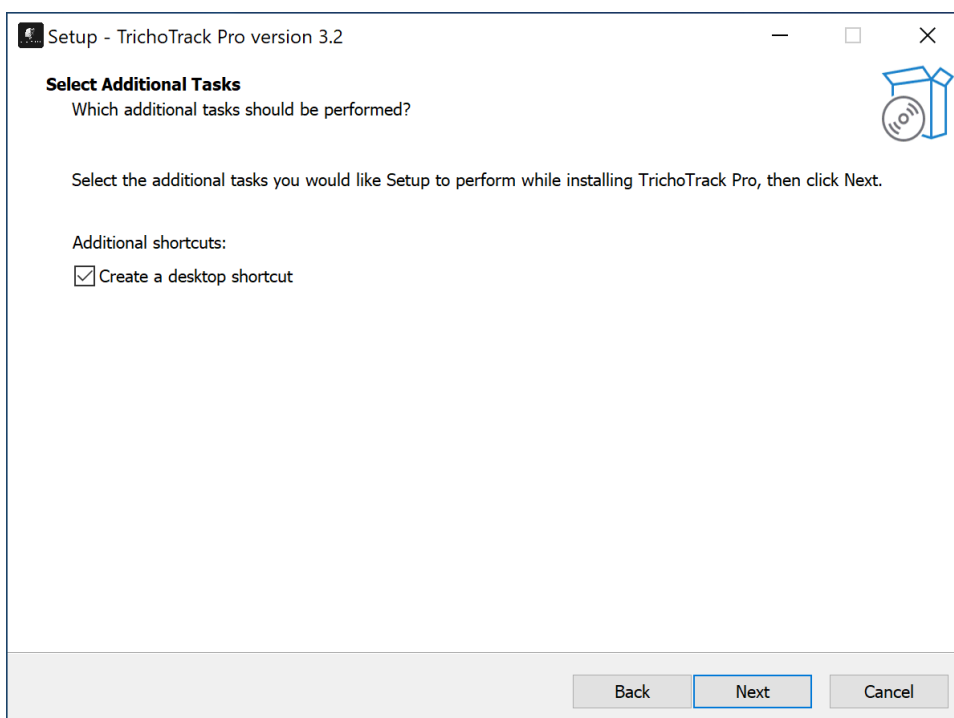 Setup - TrichoTrack Pro version 3.2
Select Additional Tasks
Which additional tasks should be performed?
Select the additional tasks you would like Setup to perform while installing TrichoTrack Pro, then click Next.
Additional shortcuts:
Create a desktop shortcut
Back Next Cancel